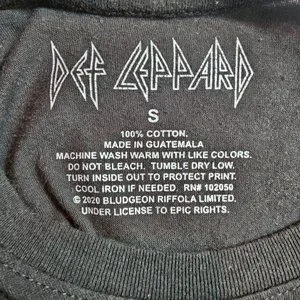 DEF LEPPARD
S
100% COTTON.
MADE IN GUATEMALA
MACHINE WASH WARM WITH LIKE COLORS.
DO NOT BLEACH. TUMBLE DRY LOW.
TURN INSIDE OUT TO PROTECT PRINT.
COOL IRON IF NEEDED. RN# 102050
© 2020 BLUDGEON RIFFOLA LIMITED.
UNDER LICENSE TO EPIC RIGHTS.